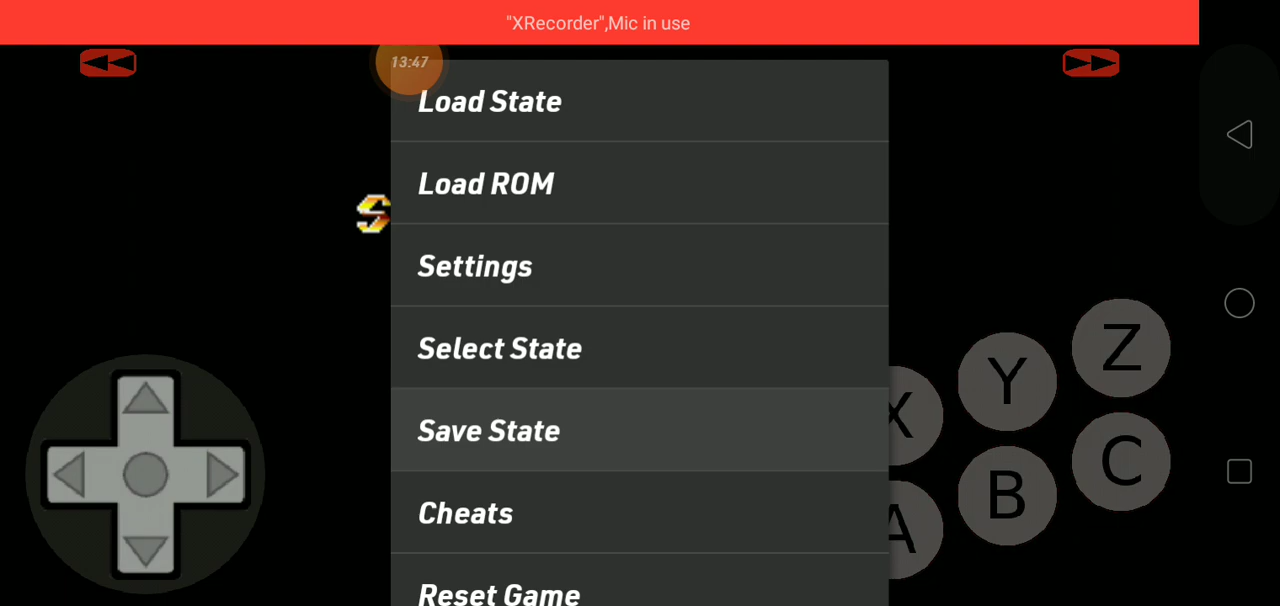 "XRecorder",Mic in use
13:47
Load State
Load ROM
S
Settings
Select State
Save State
Cheats
Reset Game
X
Y
Z
A
B
C